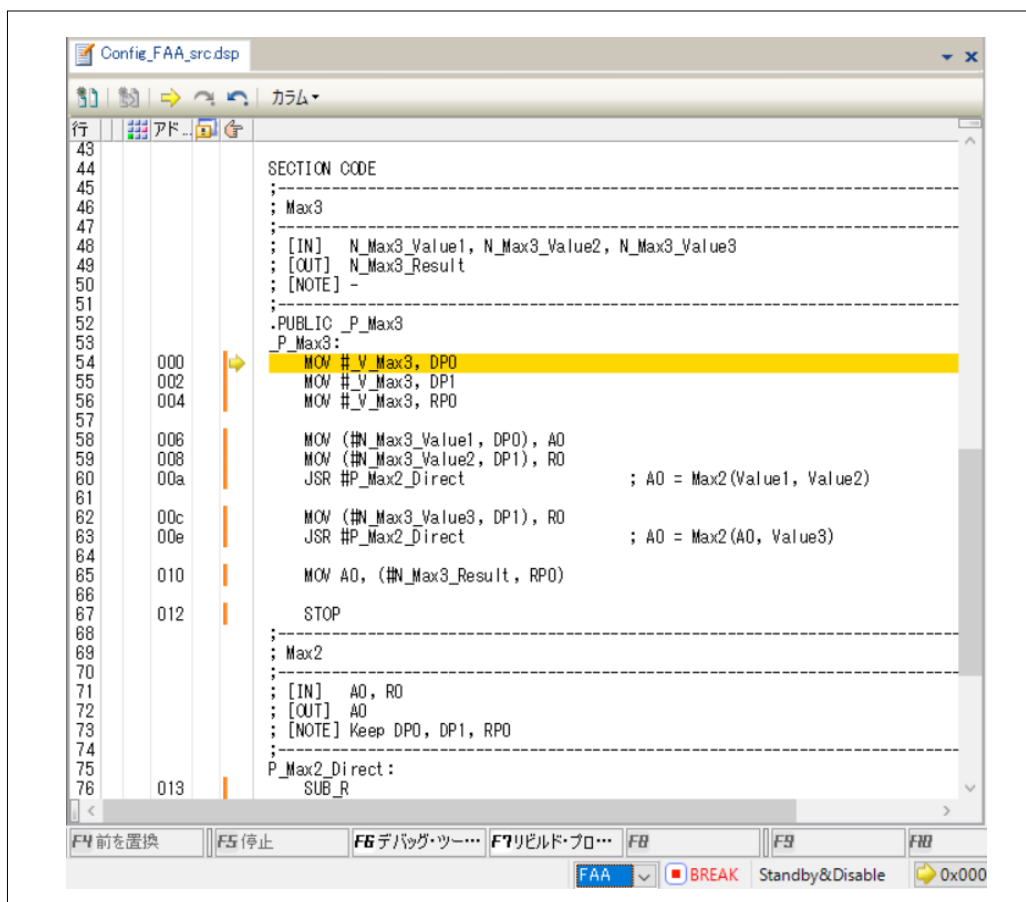 Config_FAA_src.dsp
カラム
行 アド...
43
44 SECTION CODE
45 ;----------------------------------------------------------------------------
46 ; Max3
47 ;----------------------------------------------------------------------------
48 ; [IN] N_Max3_Value1, N_Max3_Value2, N_Max3_Value3
49 ; [OUT] N_Max3_Result
50 ; [NOTE] -
51 ;----------------------------------------------------------------------------
52 .PUBLIC _P_Max3
53 _P_Max3:
54 000 MOV #_V_Max3, DP0
55 002 MOV #_V_Max3, DP1
56 004 MOV #_V_Max3, RP0
57
58 006 MOV (#N_Max3_Value1, DP0), A0
59 008 MOV (#N_Max3_Value2, DP1), R0
60 00a JSR #P_Max2_Direct ; A0 = Max2(Value1, Value2)
61
62 00c MOV (#N_Max3_Value3, DP1), R0
63 00e JSR #P_Max2_Direct ; A0 = Max2(A0, Value3)
64
65 010 MOV A0, (#N_Max3_Result, RP0)
66
67 012 STOP
68 ;----------------------------------------------------------------------------
69 ; Max2
70 ;----------------------------------------------------------------------------
71 ; [IN] A0, R0
72 ; [OUT] A0
73 ; [NOTE] Keep DP0, DP1, RP0
74 ;----------------------------------------------------------------------------
75 P_Max2_Direct:
76 013 SUB_R
F4 前を置換 F5 停止 F6 デバッグ・ツー… F7 リビルド・プロ… F8 F9 F10
FAA BREAK Standby&Disable 0x000